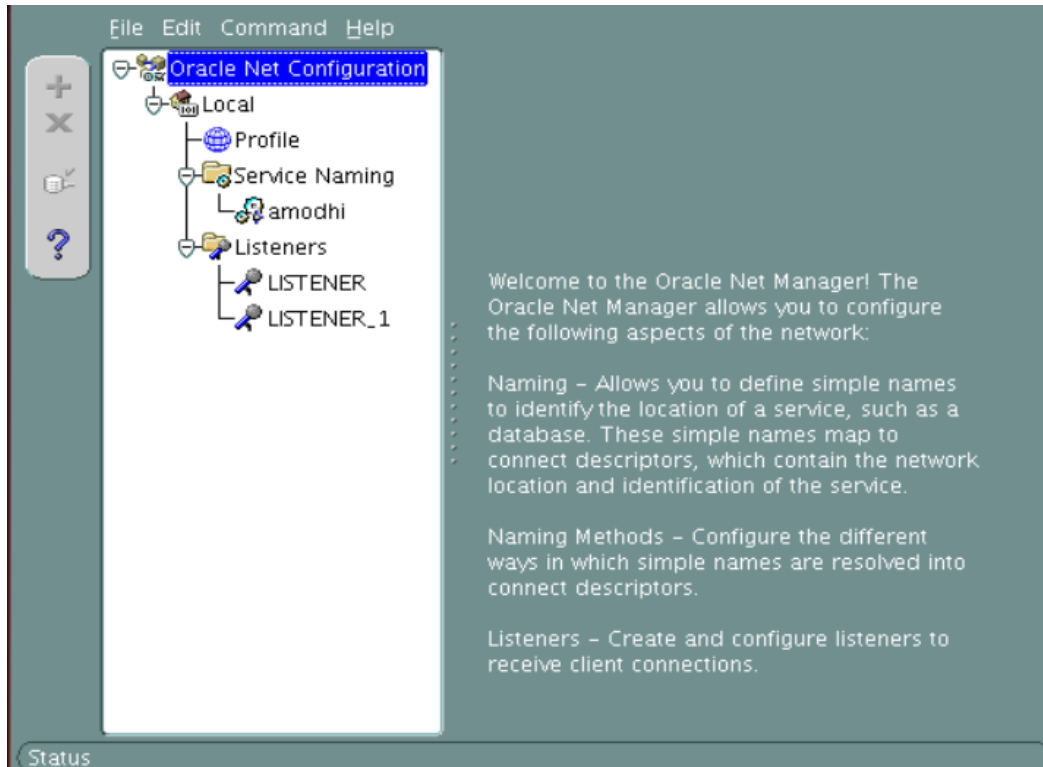 File Edit Command Help
Oracle Net Configuration
Local
Profile
Service Naming
amodhi
Listeners
LISTENER
LISTENER_1
Welcome to the Oracle Net Manager! The
Oracle Net Manager allows you to configure
the following aspects of the network:
Naming – Allows you to define simple names
to identify the location of a service, such as a
database. These simple names map to
connect descriptors, which contain the network
location and identification of the service.
Naming Methods – Configure the different
ways in which simple names are resolved into
connect descriptors.
Listeners – Create and configure listeners to
receive client connections.
Status